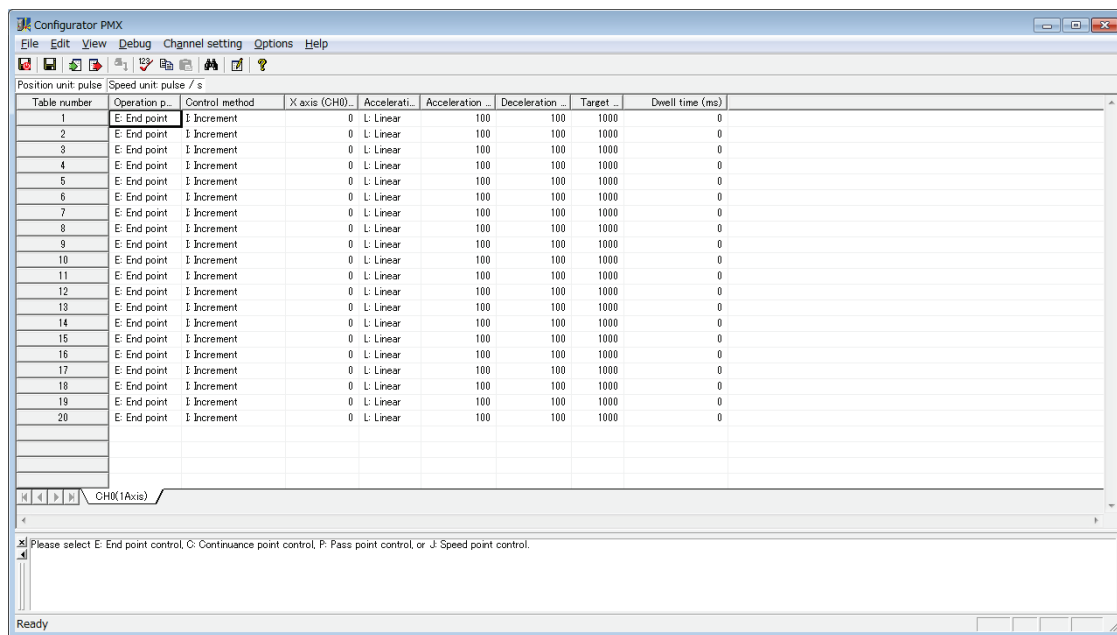 Configurator PMX
File Edit View Debug Channel setting Options Help
Position unit: pulse Speed unit: pulse / s
Table number Operation p... Control method X axis (CH0)... Accelerati... Acceleration ... Deceleration ... Target ... Dwell time (ms)
1 E: End point I: Increment 0 L: Linear 100 100 1000 0
2 E: End point I: Increment 0 L: Linear 100 100 1000 0
3 E: End point I: Increment 0 L: Linear 100 100 1000 0
4 E: End point I: Increment 0 L: Linear 100 100 1000 0
5 E: End point I: Increment 0 L: Linear 100 100 1000 0
6 E: End point I: Increment 0 L: Linear 100 100 1000 0
7 E: End point I: Increment 0 L: Linear 100 100 1000 0
8 E: End point I: Increment 0 L: Linear 100 100 1000 0
9 E: End point I: Increment 0 L: Linear 100 100 1000 0
10 E: End point I: Increment 0 L: Linear 100 100 1000 0
11 E: End point I: Increment 0 L: Linear 100 100 1000 0
12 E: End point I: Increment 0 L: Linear 100 100 1000 0
13 E: End point I: Increment 0 L: Linear 100 100 1000 0
14 E: End point I: Increment 0 L: Linear 100 100 1000 0
15 E: End point I: Increment 0 L: Linear 100 100 1000 0
16 E: End point I: Increment 0 L: Linear 100 100 1000 0
17 E: End point I: Increment 0 L: Linear 100 100 1000 0
18 E: End point I: Increment 0 L: Linear 100 100 1000 0
19 E: End point I: Increment 0 L: Linear 100 100 1000 0
20 E: End point I: Increment 0 L: Linear 100 100 1000 0
CH0(1Axis)
Please select E: End point control, C: Continuance point control, P: Pass point control, or J: Speed point control.
Ready